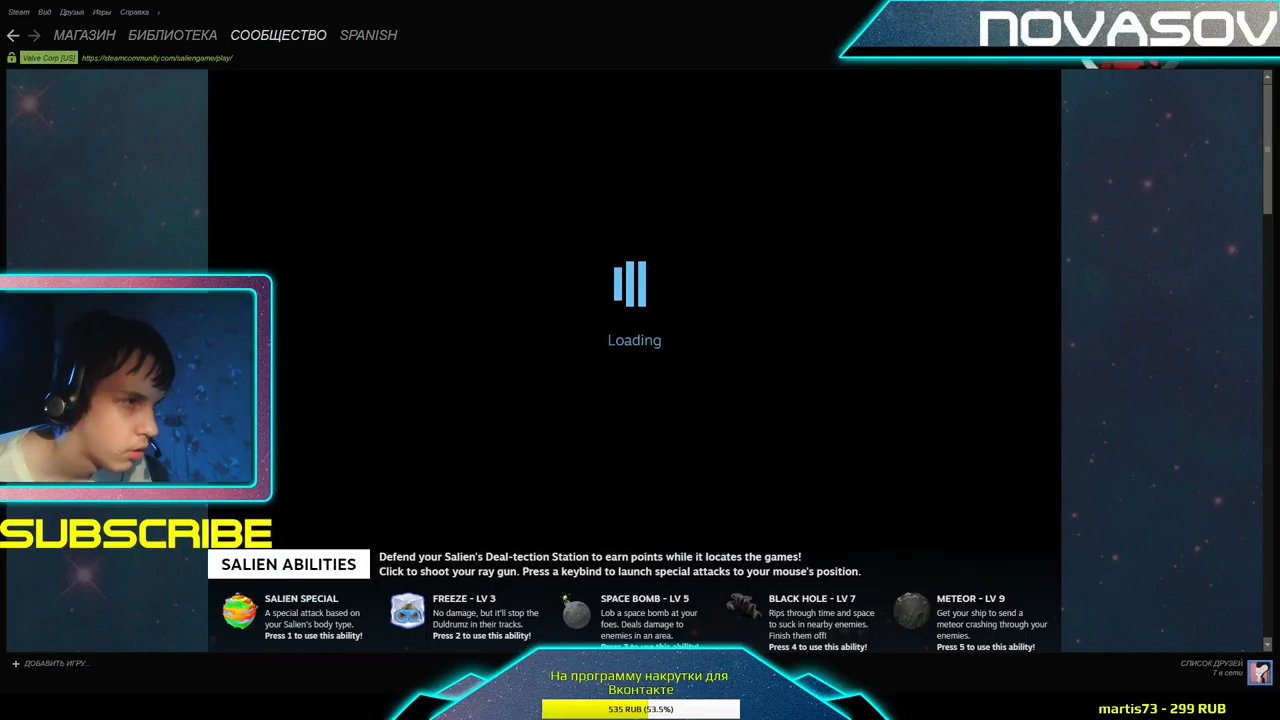 Steam Вид Друзья Игры Справка
NOVASOV
МАГАЗИН БИБЛИОТЕКА СООБЩЕСТВО SPANISH
Valve Corp [US] https://steamcommunity.com/saliengame/play/
Loading
SUBSCRIBE
SALIEN ABILITIES
Defend your Salien's Deal-tection Station to earn points while it locates the games!
Click to shoot your ray gun. Press a keybind to launch special attacks to your mouse's position.
SALIEN SPECIAL
A special attack based on
your Salien's body type.
Press 1 to use this ability!
FREEZE - LV 3
No damage, but it'll stop the
Duldrumz in their tracks.
Press 2 to use this ability!
SPACE BOMB - LV 5
Lob a space bomb at your
foes. Deals damage to
enemies in an area.
Press 3 to use this ability!
BLACK HOLE - LV 7
Rips through time and space
to suck in nearby enemies.
Finish them off!
Press 4 to use this ability!
METEOR - LV 9
Get your ship to send a
meteor crashing through your
enemies.
Press 5 to use this ability!
+ ДОБАВИТЬ ИГРУ...
СПИСОК ДРУЗЕЙ
7 в сети
На программу накрутки для
Вконтакте
535 RUB (53.5%)
martis73 - 299 RUB